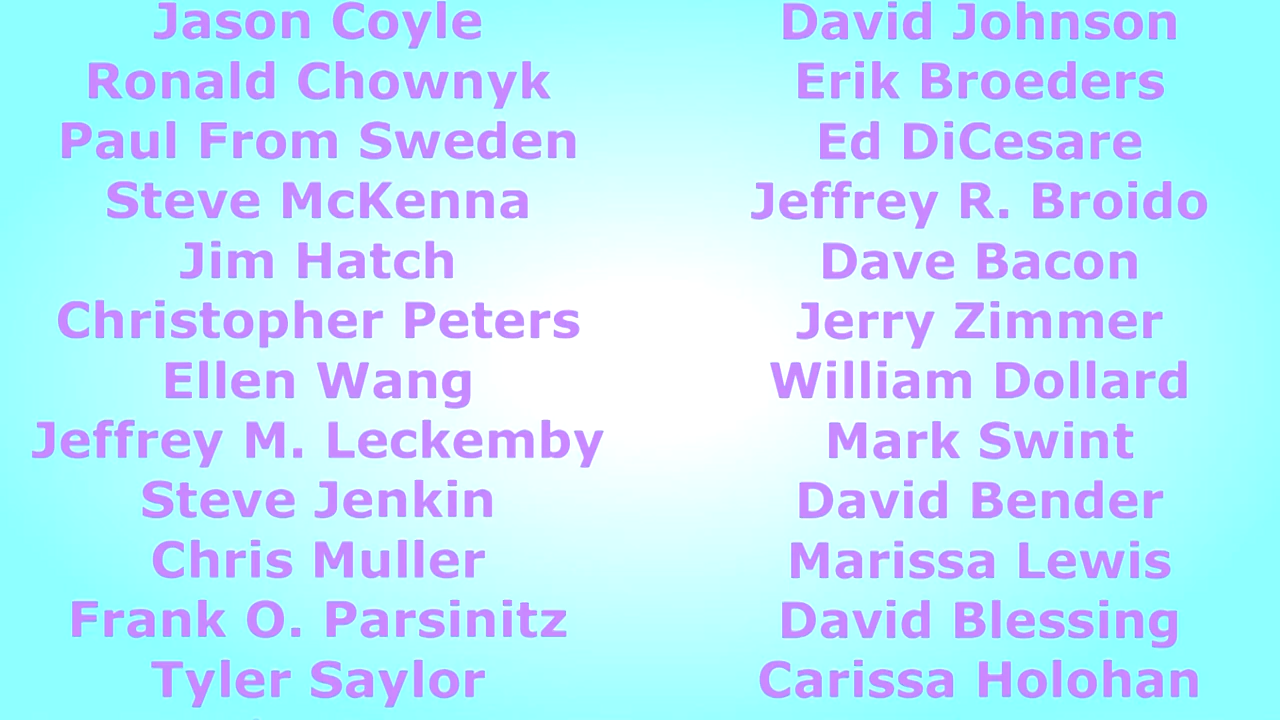 Jason Coyle
Ronald Chownyk
Paul From Sweden
Steve McKenna
Jim Hatch
Christopher Peters
Ellen Wang
Jeffrey M. Leckemby
Steve Jenkin
Chris Muller
Frank O. Parsinitz
Tyler Saylor
David Johnson
Erik Broeders
Ed DiCesare
Jeffrey R. Broido
Dave Bacon
Jerry Zimmer
William Dollard
Mark Swint
David Bender
Marissa Lewis
David Blessing
Carissa Holohan